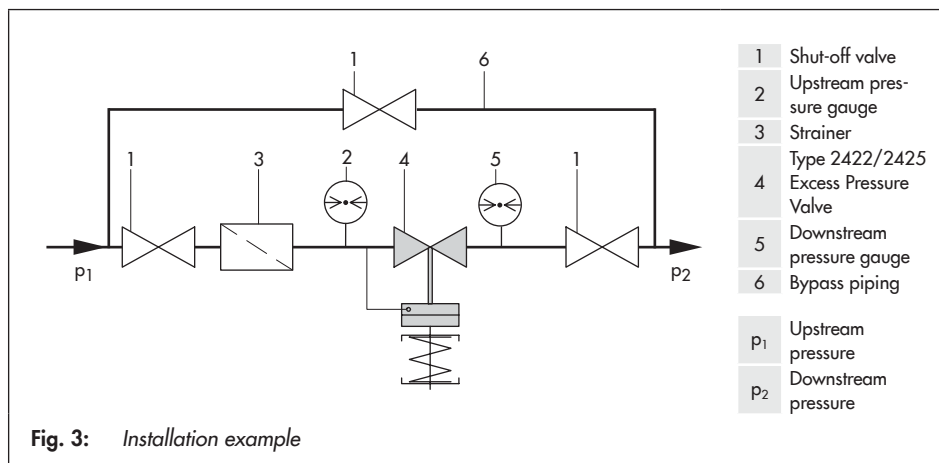 1
6
1
3
2
4
5
1
p1
p2
1 Shut-off valve
2 Upstream pres-
sure gauge
3 Strainer
4 Type 2422/2425
Excess Pressure
Valve
5 Downstream
pressure gauge
6 Bypass piping
p1 Upstream
pressure
p2 Downstream
pressure
Fig. 3: Installation example